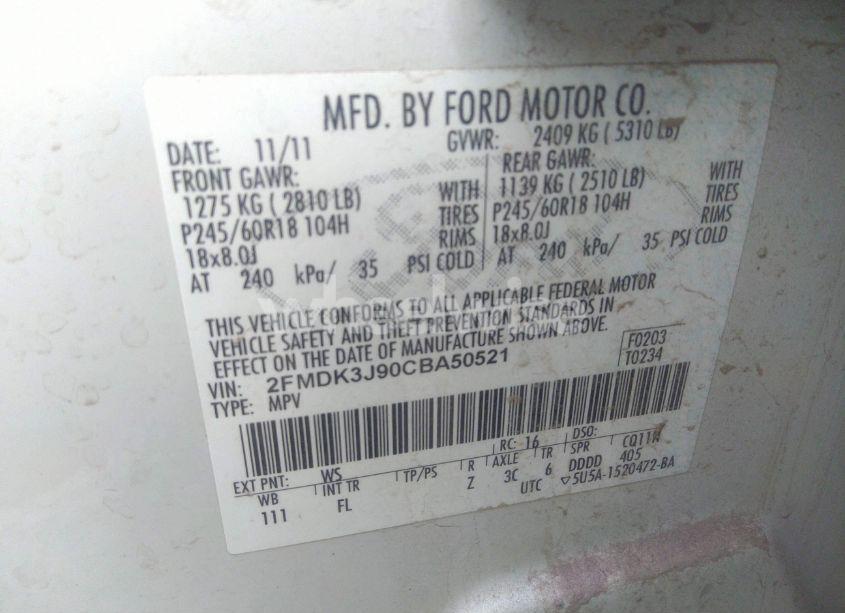 MFD. BY FORD MOTOR CO.
DATE: 11/11 GVWR: 2409 KG ( 5310 LB)
FRONT GAWR: REAR GAWR:
1275 KG ( 2810 LB) WITH 1139 KG ( 2510 LB) WITH
P245/60R18 104H TIRES P245/60R18 104H TIRES
18x8.0J RIMS 18x8.0J RIMS
AT 240 kPa/ 35 PSI COLD AT 240 kPa/ 35 PSI COLD
THIS VEHICLE CONFORMS TO ALL APPLICABLE FEDERAL MOTOR
VEHICLE SAFETY AND THEFT PREVENTION STANDARDS IN
EFFECT ON THE DATE OF MANUFACTURE SHOWN ABOVE.
F0203
T0234
VIN: 2FMDK3J90CBA50521
TYPE: MPV
EXT PNT: WS RC: 16 DSO:
WB INT TR TP/PS R AXLE TR SPR
111 FL Z 3C 6 DDDD 405
UTC ▽5U5A-1520472-BA